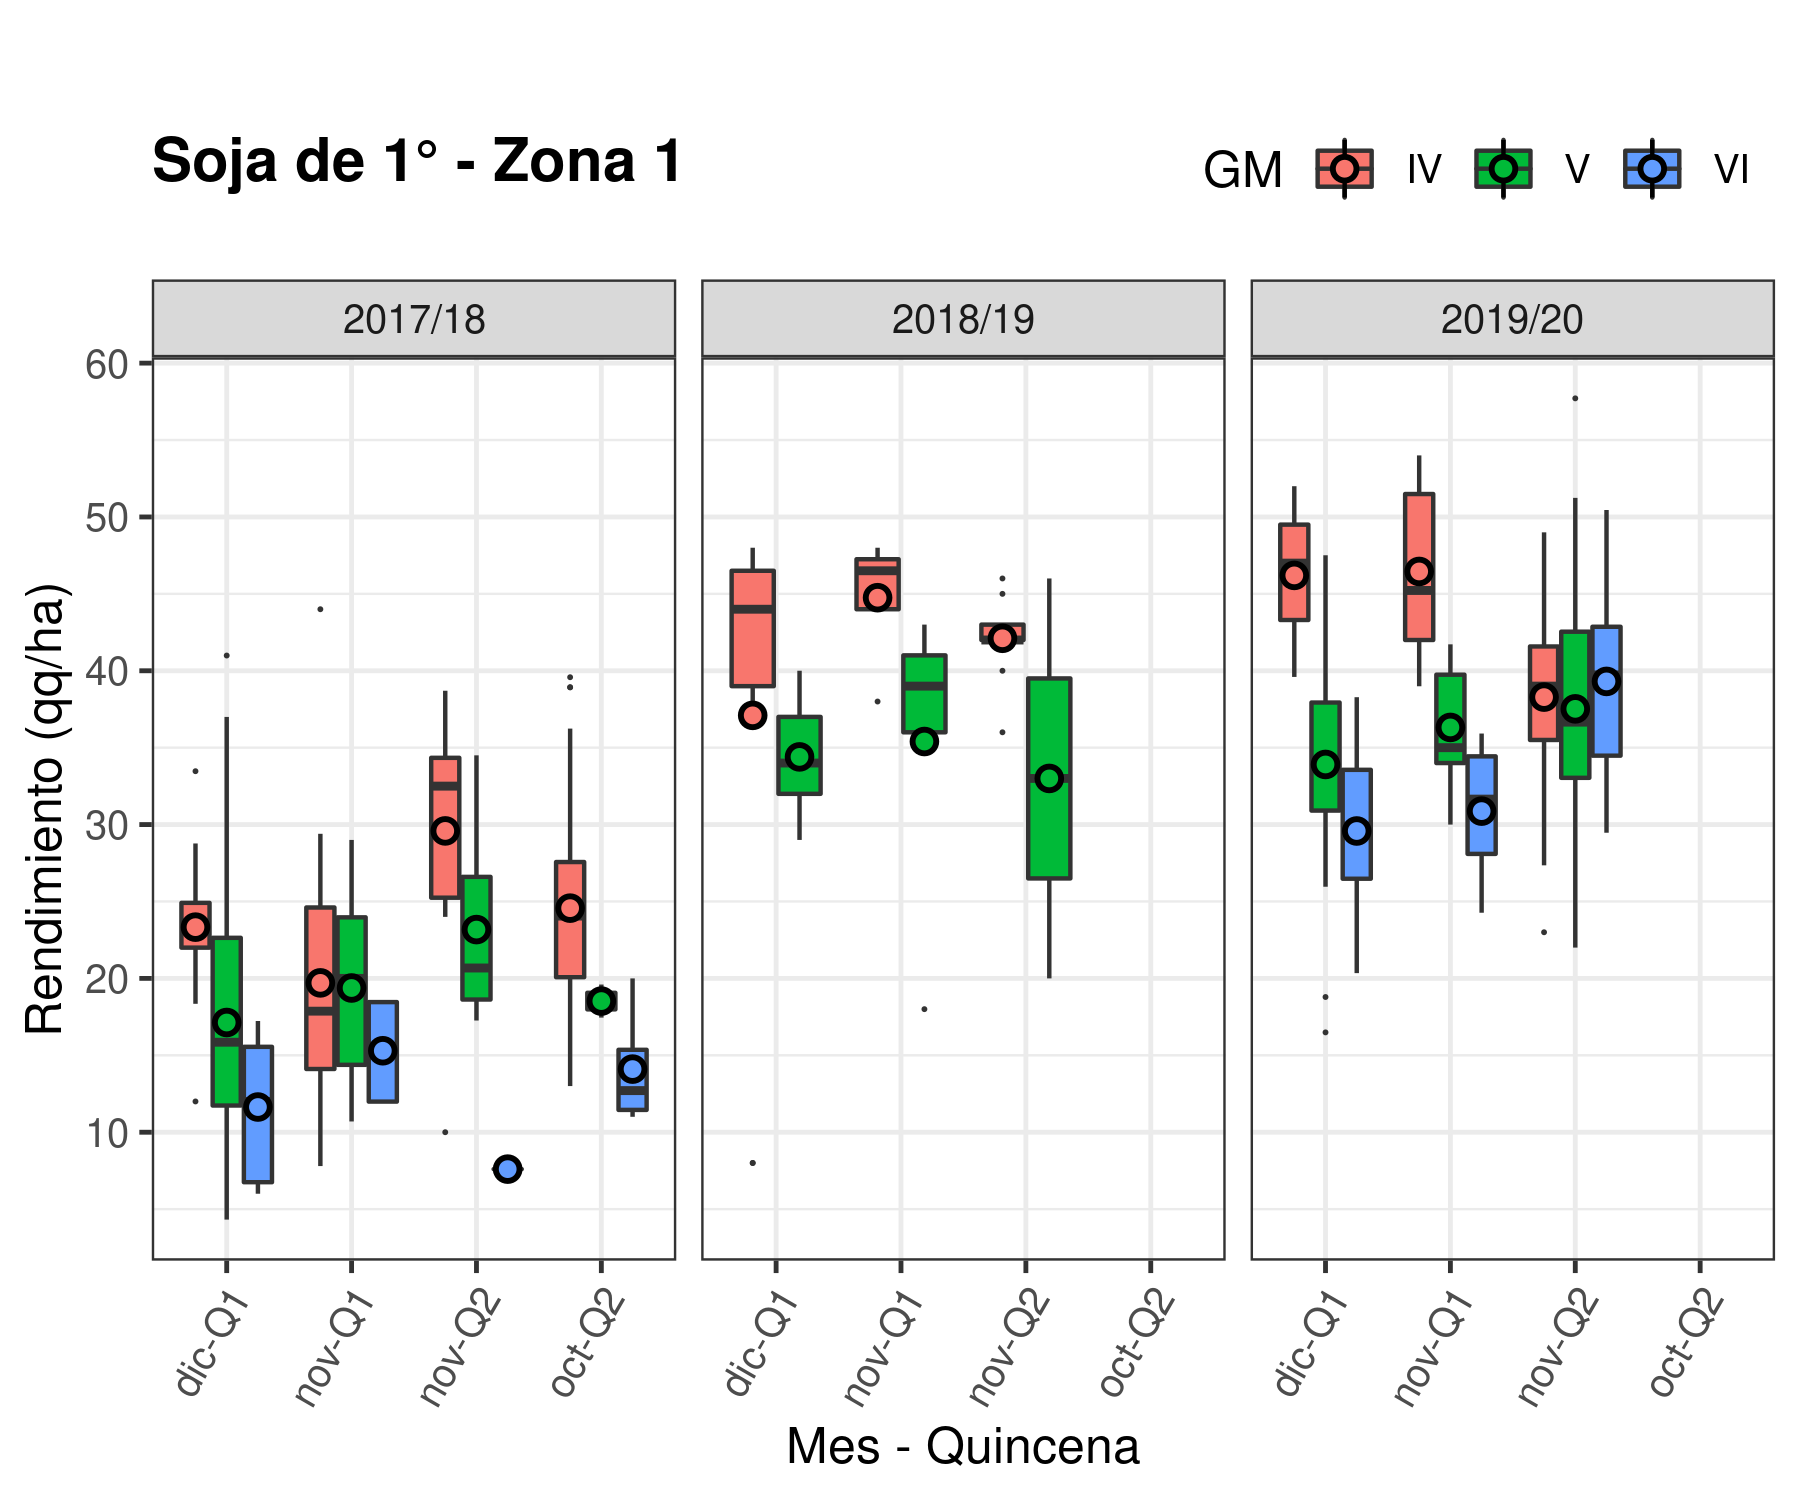 Soja de 1° - Zona 1
GM IV V VI
2017/18 2018/19 2019/20
Rendimiento (qq/ha)
60
50
40
30
20
10
dic-Q1 nov-Q1 nov-Q2 oct-Q2 dic-Q1 nov-Q1 nov-Q2 oct-Q2 dic-Q1 nov-Q1 nov-Q2 oct-Q2
Mes - Quincena